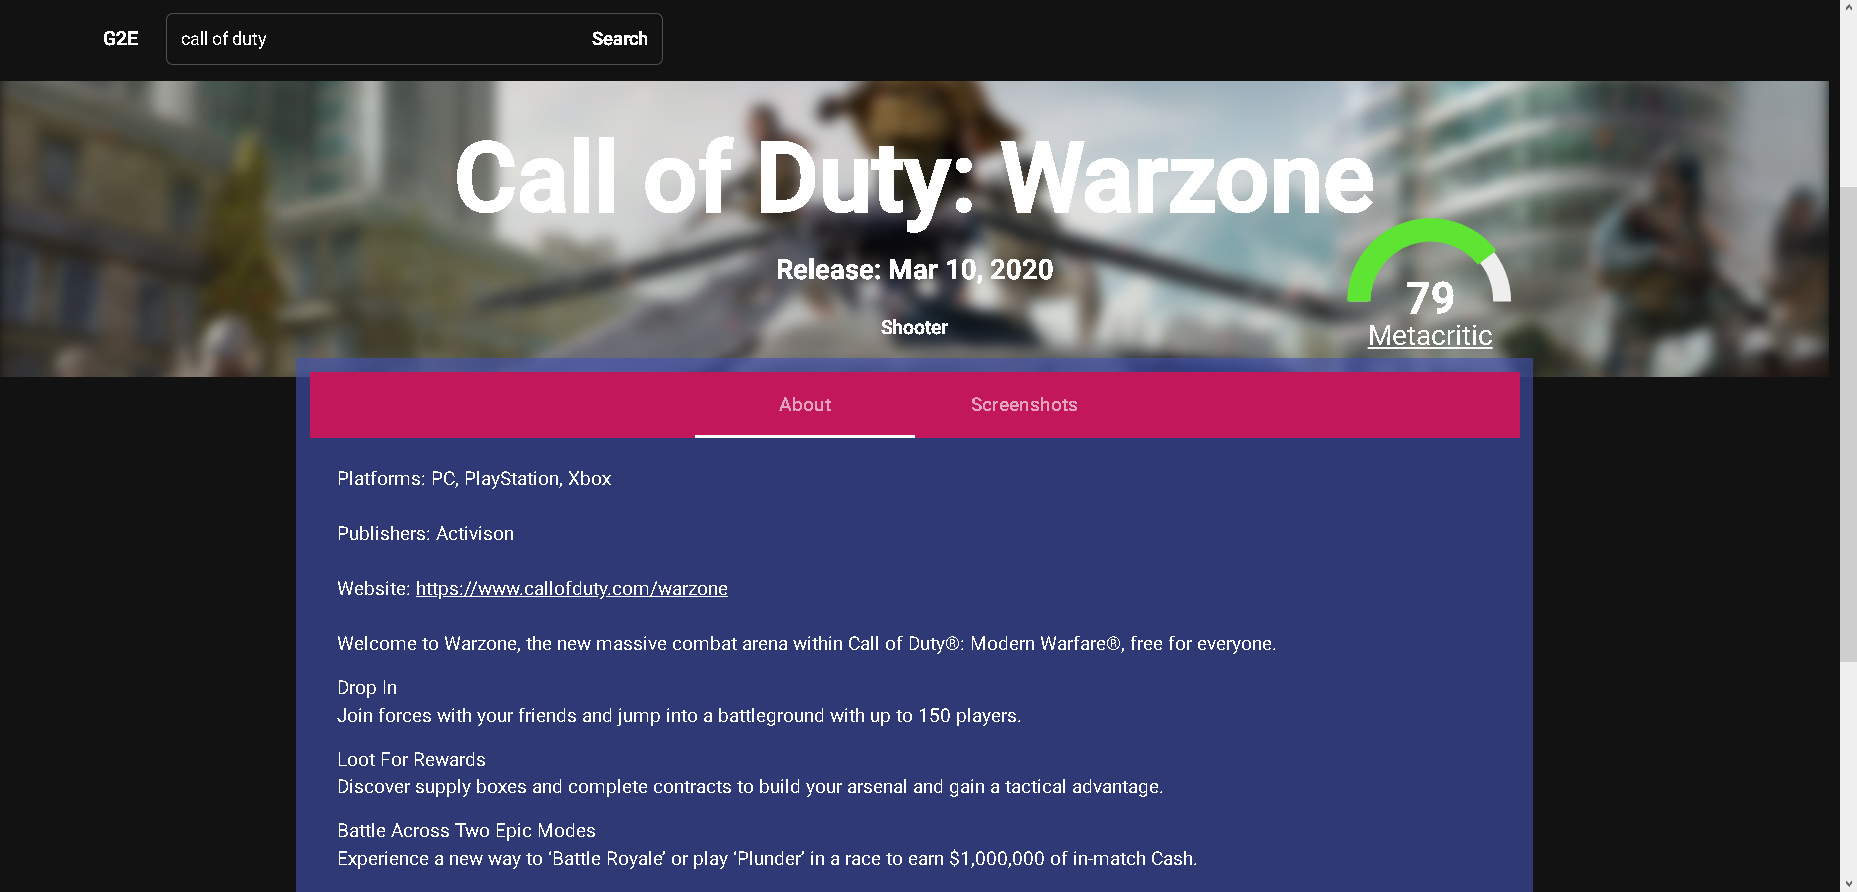 G2E
call of duty
Search
Call of Duty: Warzone
Release: Mar 10, 2020
Shooter
79
Metacritic
About
Screenshots
Platforms: PC, PlayStation, Xbox
Publishers: Activison
Website: https://www.callofduty.com/warzone
Welcome to Warzone, the new massive combat arena within Call of Duty®: Modern Warfare®, free for everyone.
Drop In
Join forces with your friends and jump into a battleground with up to 150 players.
Loot For Rewards
Discover supply boxes and complete contracts to build your arsenal and gain a tactical advantage.
Battle Across Two Epic Modes
Experience a new way to ‘Battle Royale’ or play ‘Plunder’ in a race to earn $1,000,000 of in-match Cash.